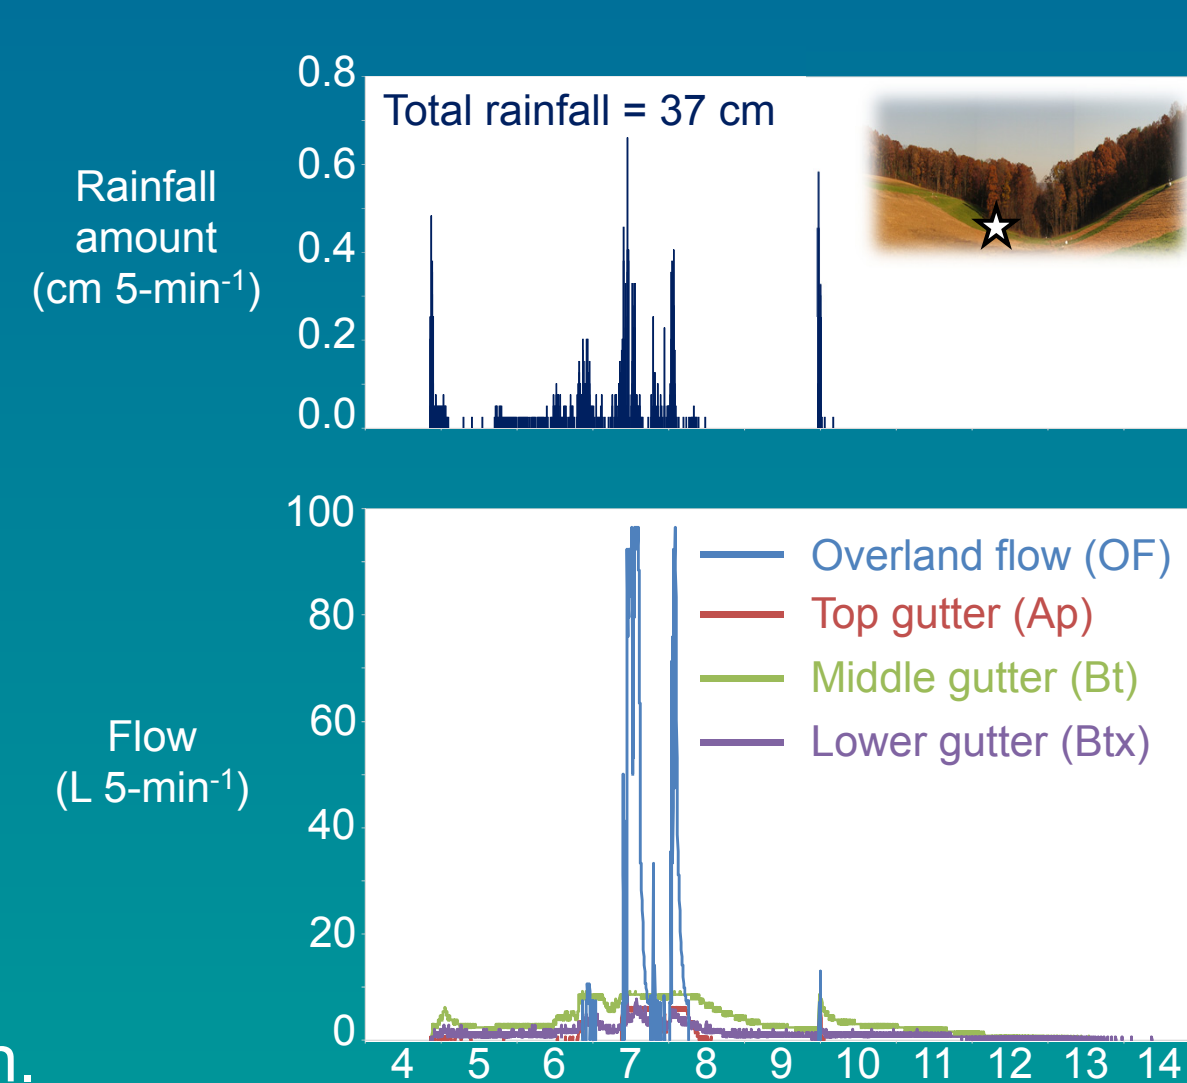 0.8
Total rainfall = 37 cm
0.6
Rainfall
amount
(cm 5-min⁻¹)
0.4
0.2
0.0
100
Overland flow (OF)
80
Top gutter (Ap)
Middle gutter (Bt)
60
Lower gutter (Btx)
Flow
(L 5-min⁻¹)
40
20
0
4 5 6 7 8 9 10 11 12 13 14